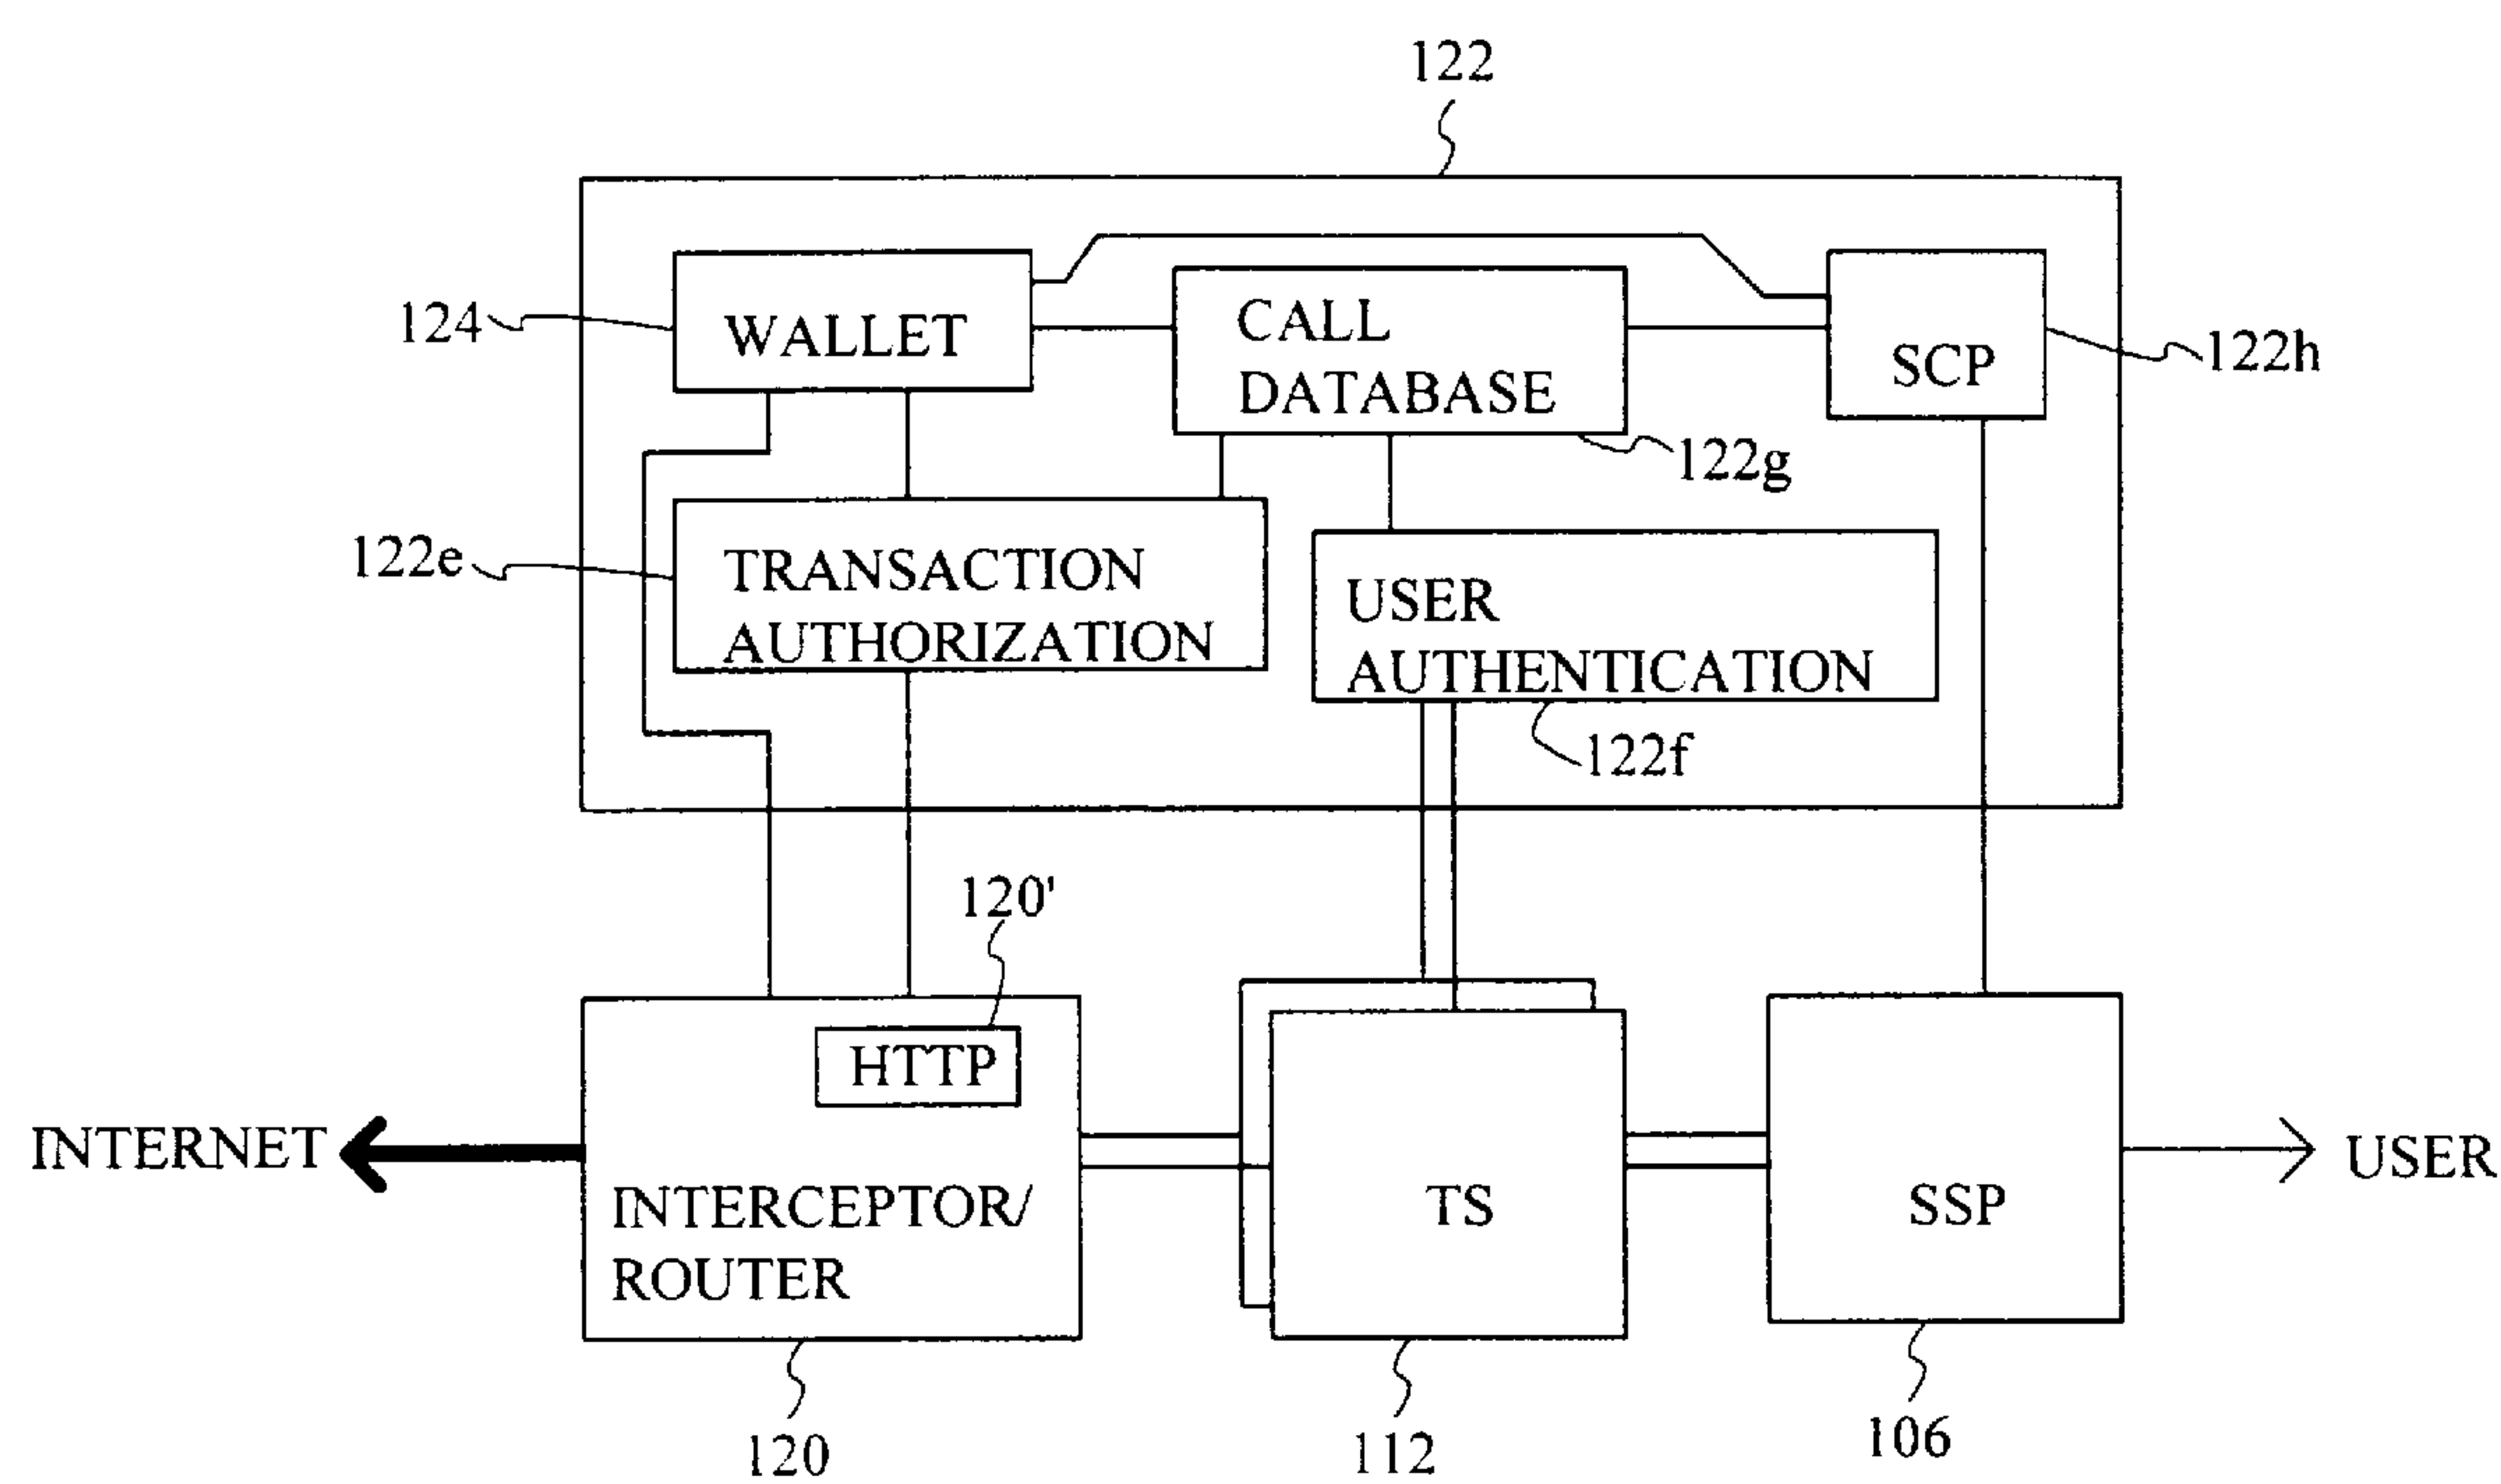 122
124
WALLET
CALL
DATABASE
SCP
122h
122g
122e
TRANSACTION
AUTHORIZATION
USER
AUTHENTICATION
122f
120'
HTTP
INTERNET
INTERCEPTOR/
ROUTER
TS
SSP
USER
120
112
106